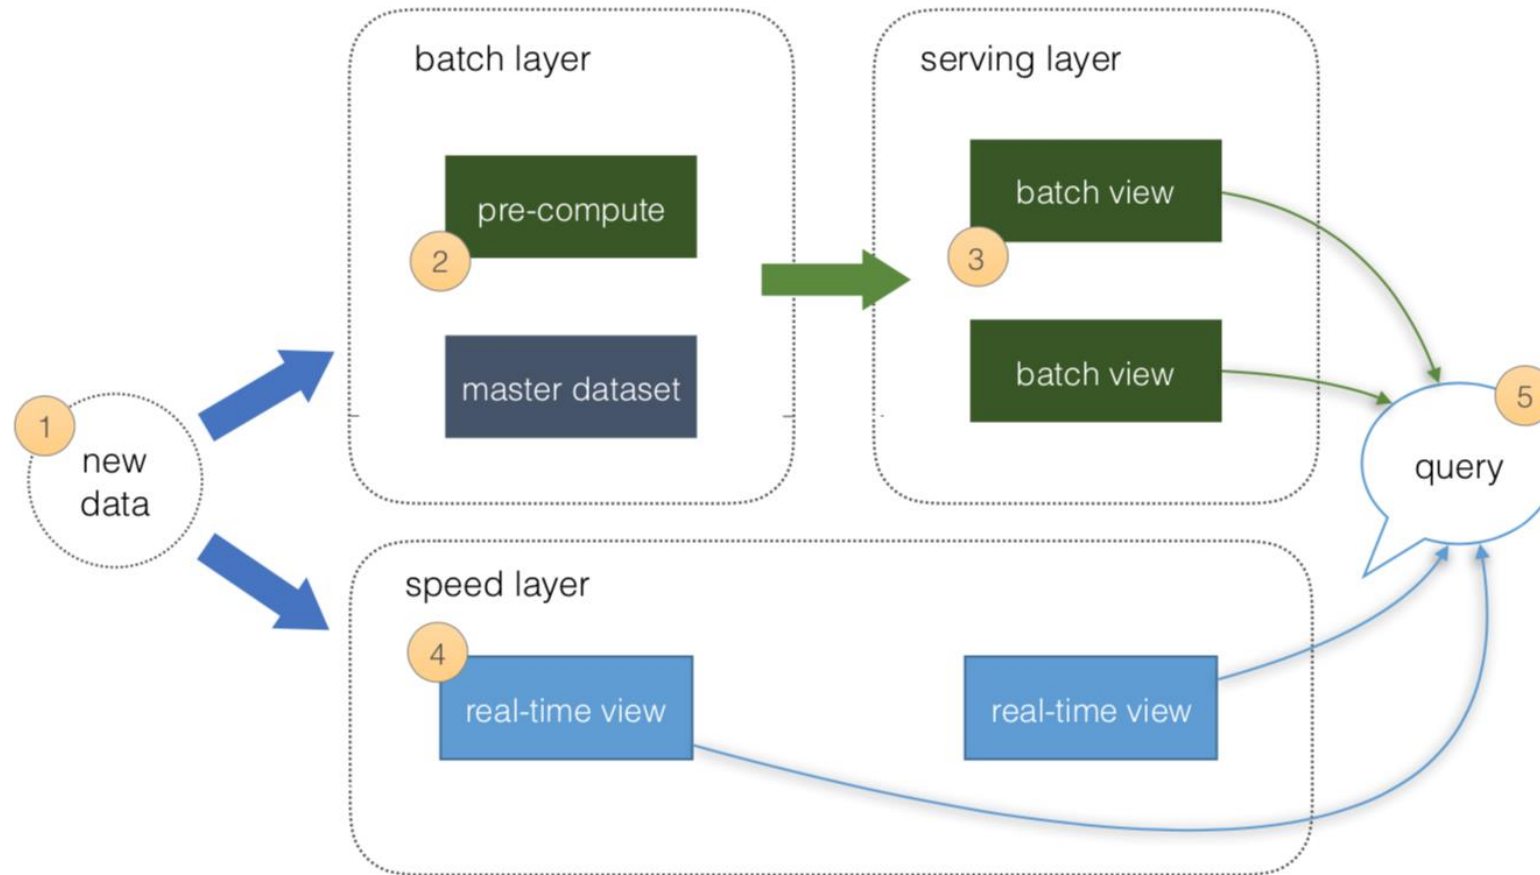 batch layer
serving layer
pre-compute
batch view
2
3
master dataset
batch view
1
new
data
5
query
speed layer
4
real-time view
real-time view